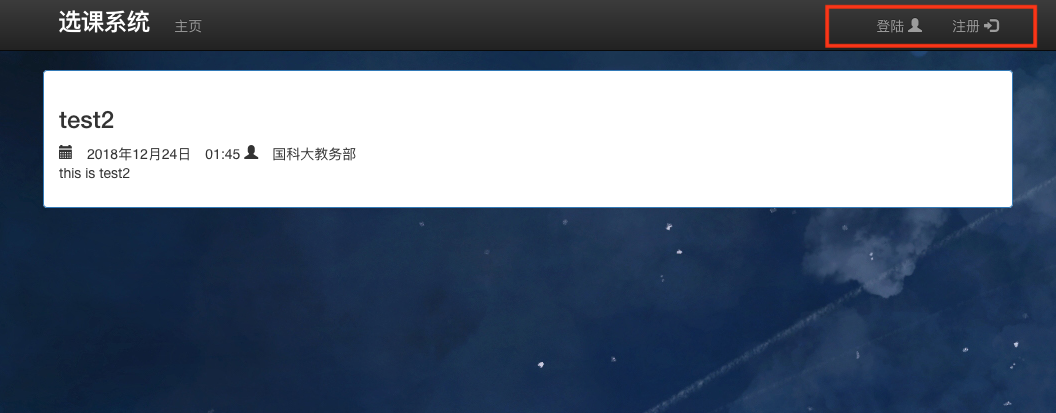 选课系统 主页 登陆 注册
test2
2018年12月24日 01:45 国科大教务部
this is test2